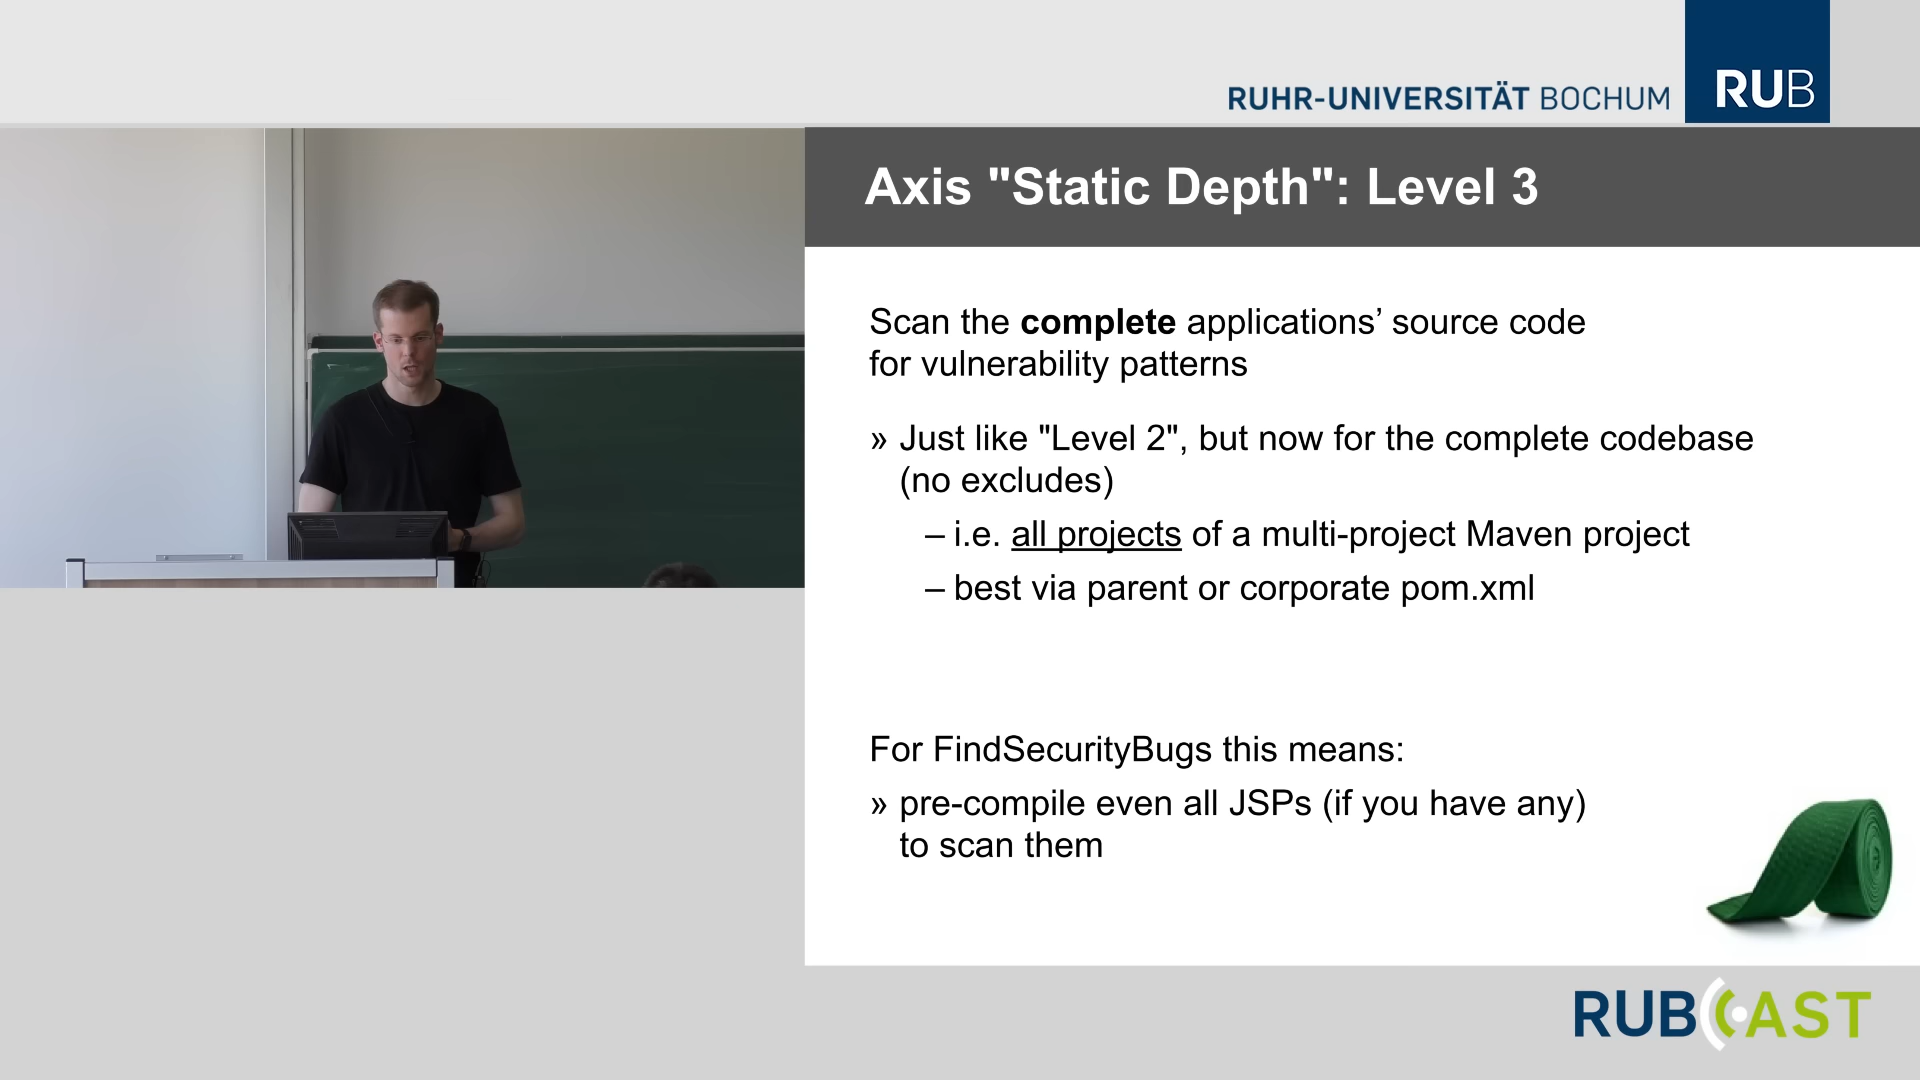 RUHR-UNIVERSITÄT BOCHUM
RUB
Axis "Static Depth": Level 3
Scan the complete applications’ source code
for vulnerability patterns
» Just like "Level 2", but now for the complete codebase
(no excludes)
– i.e. all projects of a multi-project Maven project
– best via parent or corporate pom.xml
For FindSecurityBugs this means:
» pre-compile even all JSPs (if you have any)
to scan them
RUBCAST